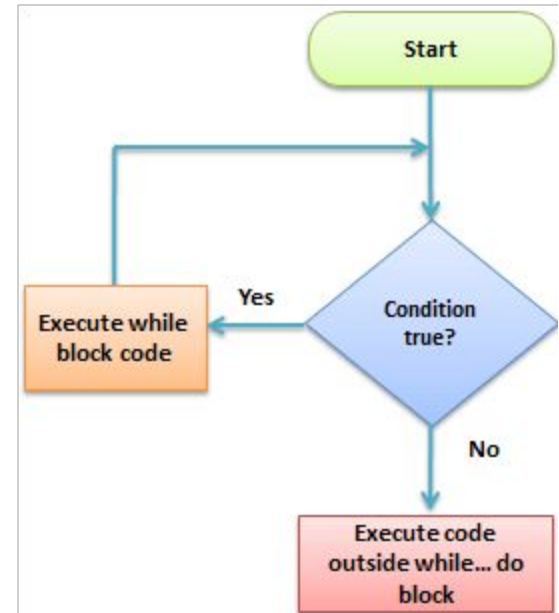 Start
Yes
Condition
true?
Execute while
block code
No
Execute code
outside while... do
block